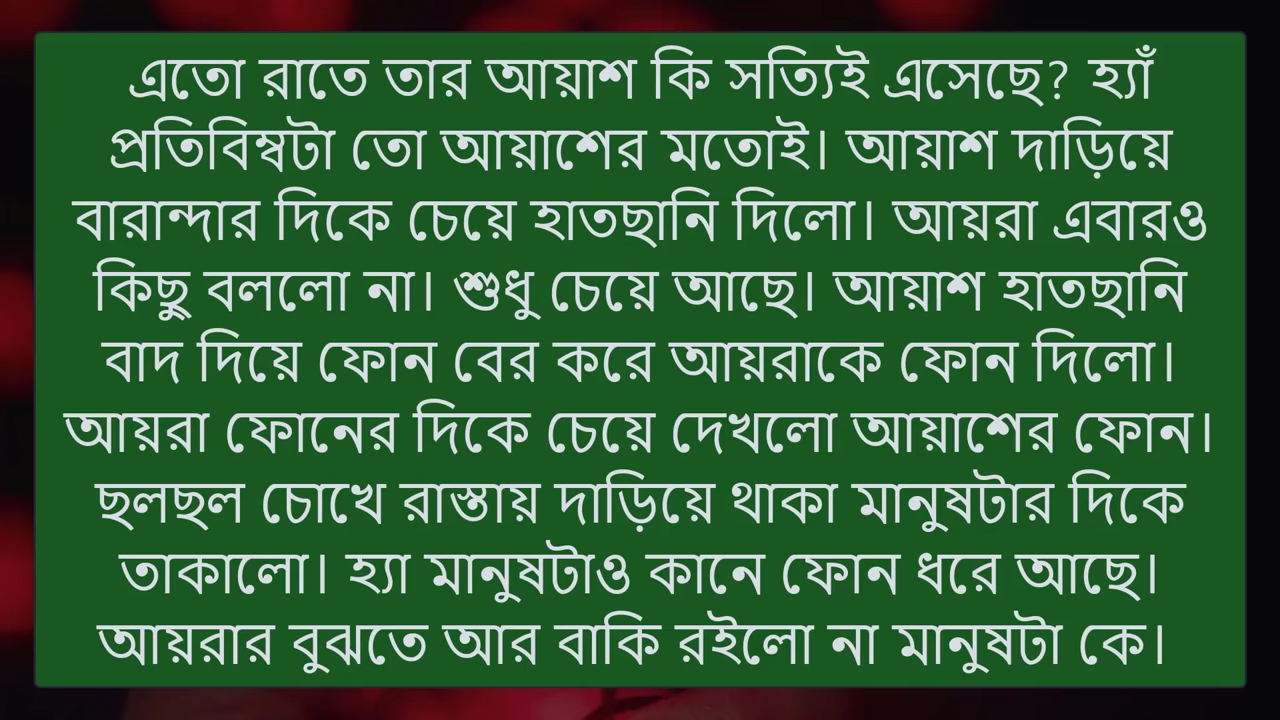 এতো রাতে তার আয়াশ কি সত্যিই এসেছে? হ্যাঁ
প্রতিবিম্বটা তো আয়াশের মতোই। আয়াশ দাড়িয়ে
বারান্দার দিকে চেয়ে হাতছানি দিলো। আয়রা এবারও
কিছু বললো না। শুধু চেয়ে আছে। আয়াশ হাতছানি
বাদ দিয়ে ফোন বের করে আয়রাকে ফোন দিলো।
আয়রা ফোনের দিকে চেয়ে দেখলো আয়াশের ফোন।
ছলছল চোখে রাস্তায় দাড়িয়ে থাকা মানুষটার দিকে
তাকালো। হ্যা মানুষটাও কানে ফোন ধরে আছে।
আয়রার বুঝতে আর বাকি রইলো না মানুষটা কে।